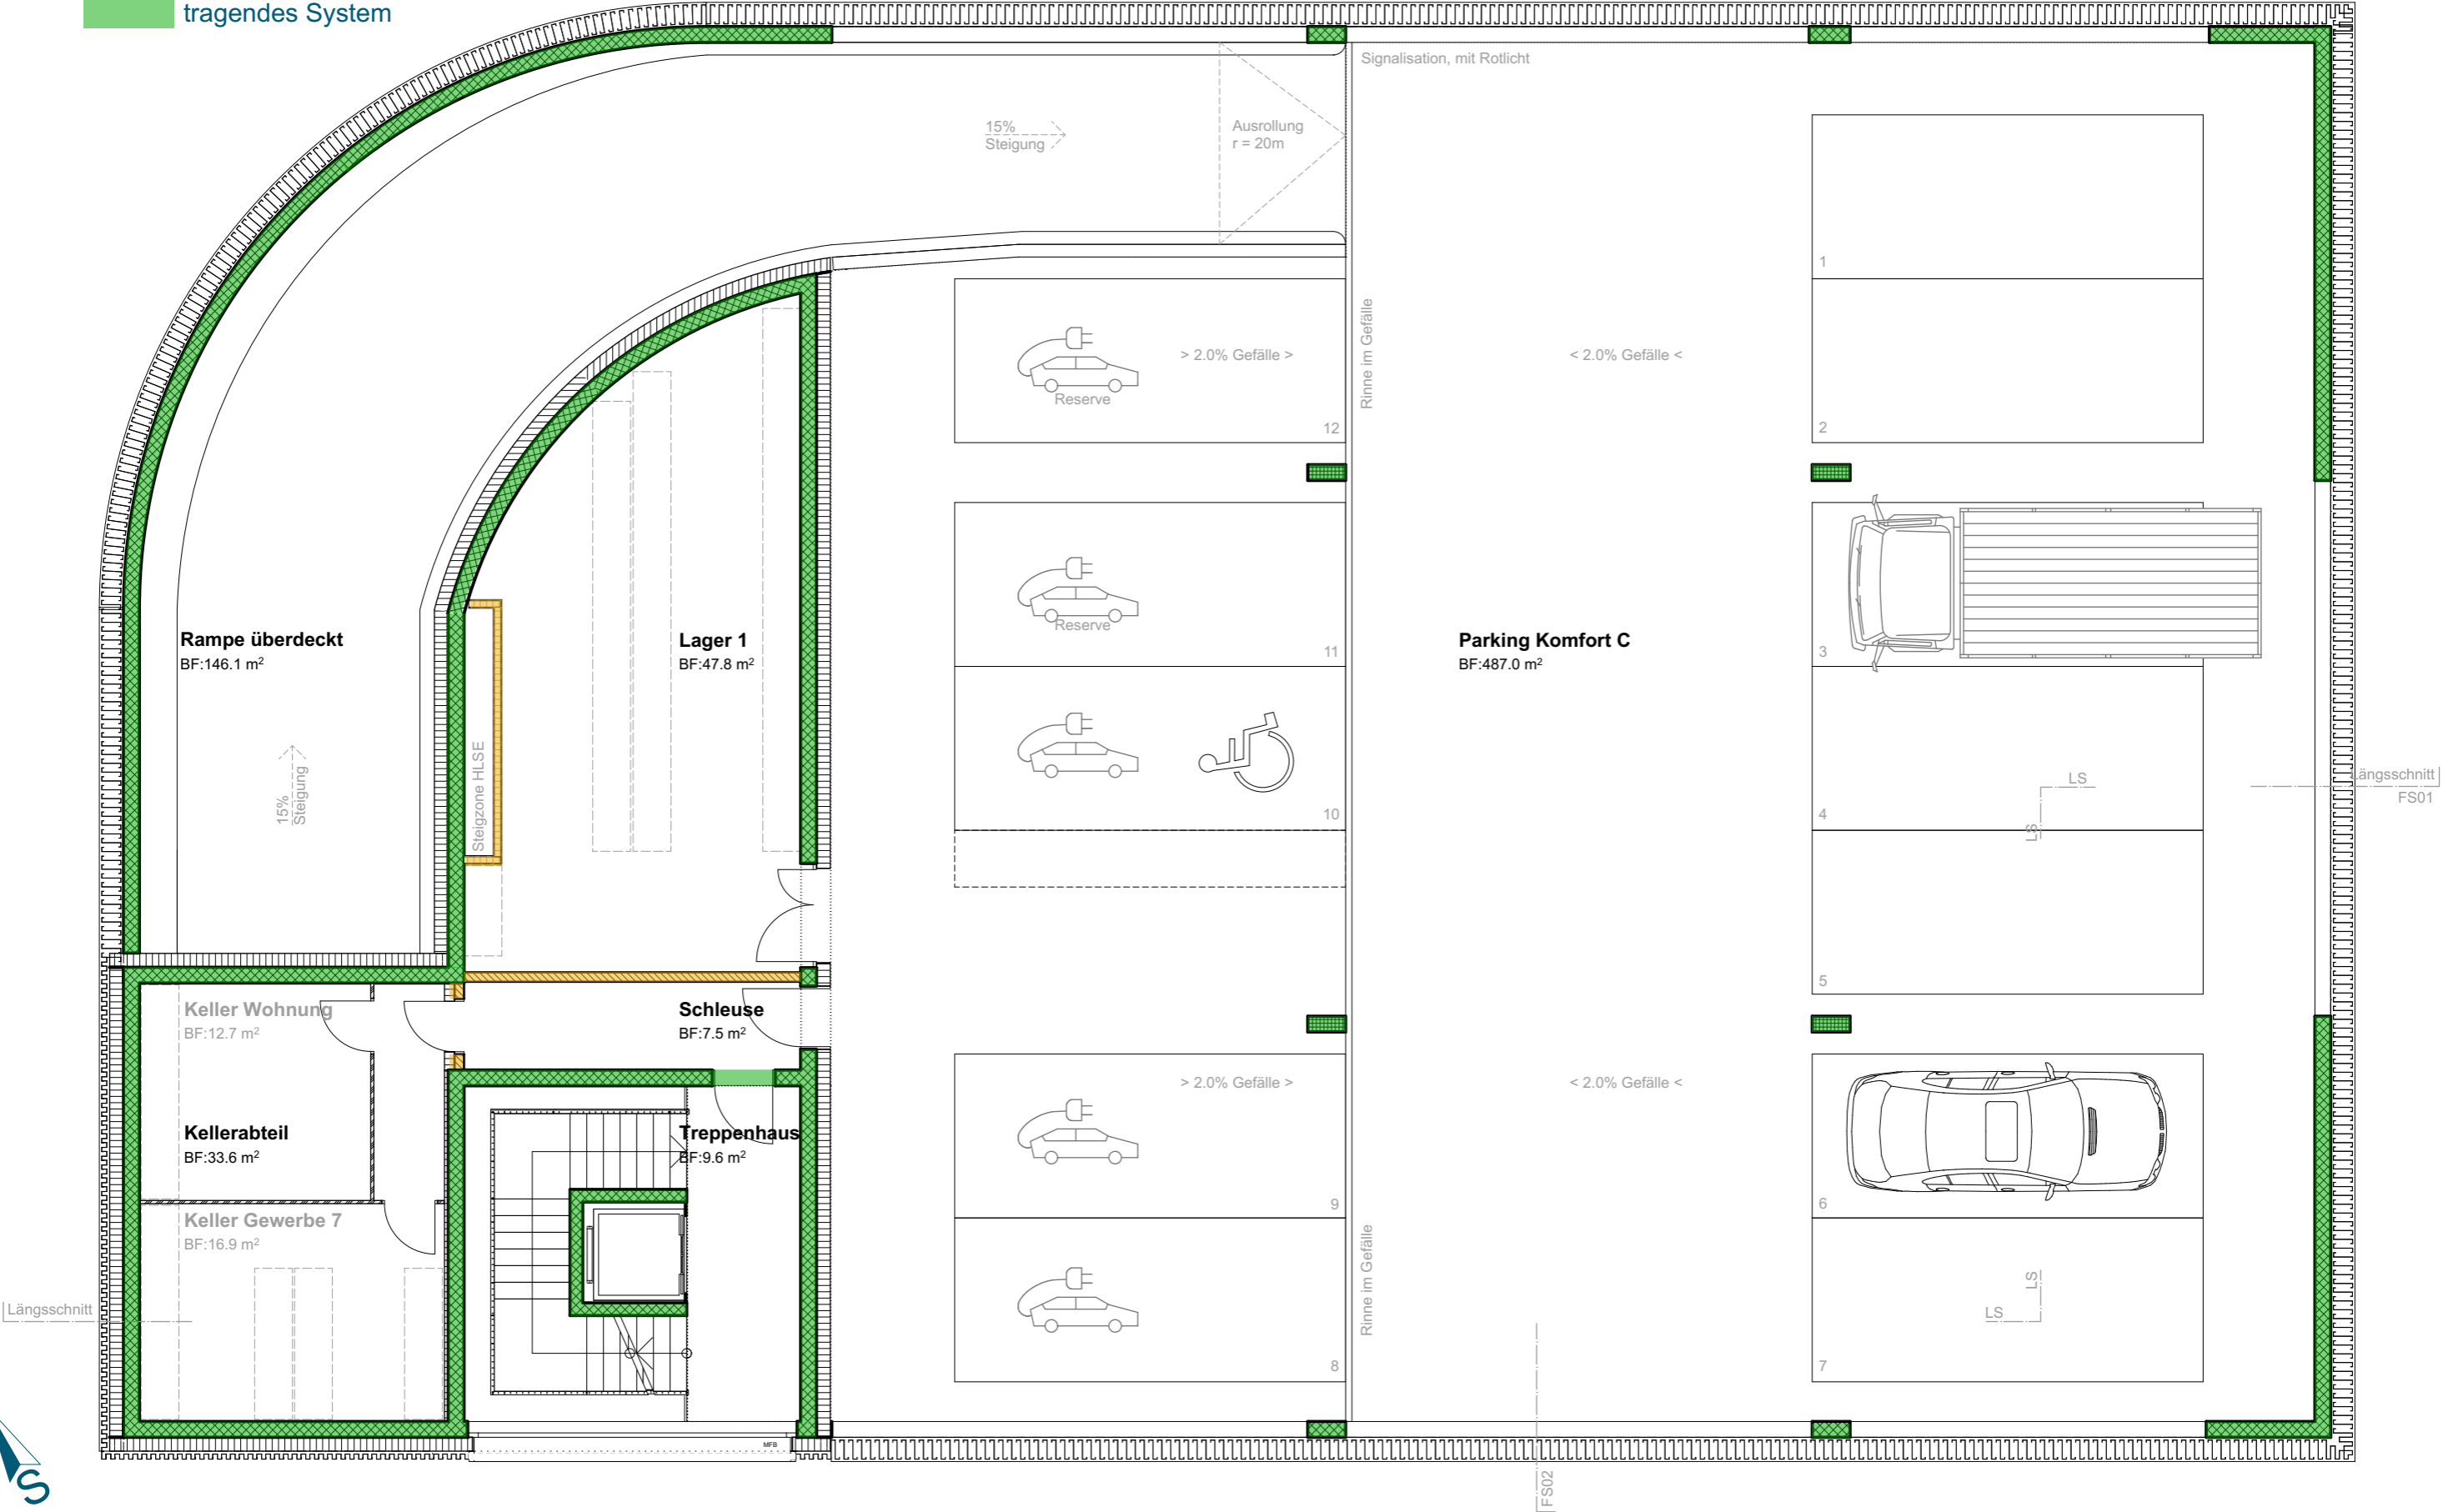 tragendes System
Signalisation, mit Rotlicht
15%
Steigung
Ausrollung
r = 20m
1
Rinne im Gefälle
> 2.0% Gefälle >
< 2.0% Gefälle <
Reserve
12
2
Rampe überdeckt
BF:146.1 m²
Lager 1
BF:47.8 m²
Reserve
11
Parking Komfort C
BF:487.0 m²
3
15%
Steigung
Steigzone HLSE
10
4
LS
LS
Längsschnitt
FS01
5
Keller Wohnung
BF:12.7 m²
Schleuse
BF:7.5 m²
> 2.0% Gefälle >
< 2.0% Gefälle <
Kellerabteil
BF:33.6 m²
Treppenhaus
BF:9.6 m²
9
6
Keller Gewerbe 7
BF:16.9 m²
Rinne im Gefälle
Längsschnitt
LS
LS
8
7
MFB
FS02
S